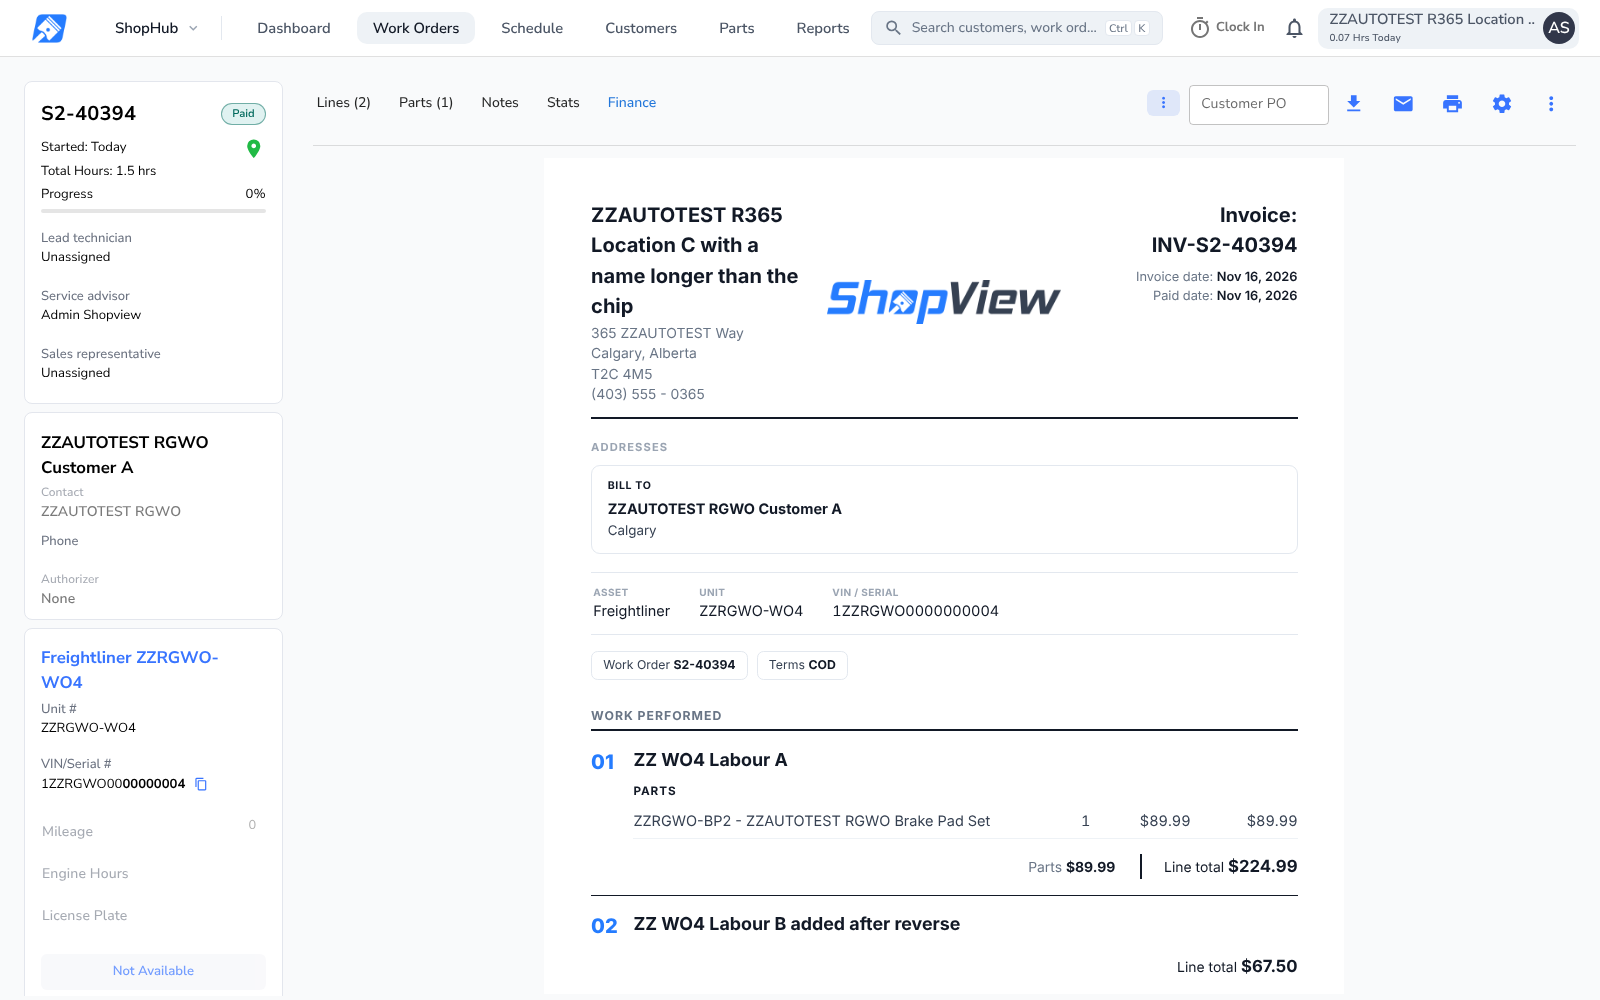 ShopHub
Dashboard
Work Orders
Schedule
Customers
Parts
Reports
Search customers, work ord...
Ctrl K
Clock In
ZZAUTOTEST R365 Location ..
0.07 Hrs Today
AS
S2-40394
Paid
Started: Today
Total Hours: 1.5 hrs
Progress 0%
Lead technician
Unassigned
Service advisor
Admin Shopview
Sales representative
Unassigned
ZZAUTOTEST RGWO
Customer A
Contact
ZZAUTOTEST RGWO
Phone
Authorizer
None
Freightliner ZZRGWO-
WO4
Unit #
ZZRGWO-WO4
VIN/Serial #
1ZZRGWO0000000004
Mileage 0
Engine Hours
License Plate
Not Available
Lines (2)
Parts (1)
Notes
Stats
Finance
Customer PO
ZZAUTOTEST R365
Location C with a
name longer than the
chip
365 ZZAUTOTEST Way
Calgary, Alberta
T2C 4M5
(403) 555 - 0365
ShopView
Invoice:
INV-S2-40394
Invoice date: Nov 16, 2026
Paid date: Nov 16, 2026
ADDRESSES
BILL TO
ZZAUTOTEST RGWO Customer A
Calgary
ASSET
Freightliner
UNIT
ZZRGWO-WO4
VIN / SERIAL
1ZZRGWO0000000004
Work Order S2-40394
Terms COD
WORK PERFORMED
01 ZZ WO4 Labour A
PARTS
ZZRGWO-BP2 - ZZAUTOTEST RGWO Brake Pad Set 1 $89.99 $89.99
Parts $89.99 Line total $224.99
02 ZZ WO4 Labour B added after reverse
Line total $67.50